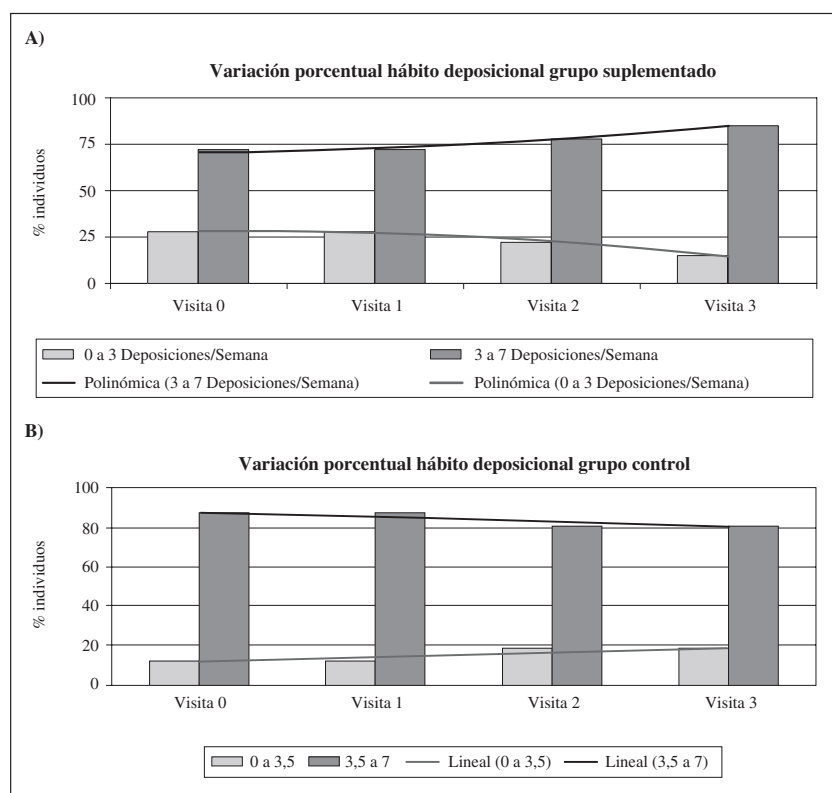 A)
Variación porcentual hábito deposicional grupo suplementado
100
75
50
25
0
% individuos
Visita 0 Visita 1 Visita 2 Visita 3
0 a 3 Deposiciones/Semana 3 a 7 Deposiciones/Semana
Polinómica (3 a 7 Deposiciones/Semana) Polinómica (0 a 3 Deposiciones/Semana)
B)
Variación porcentual hábito deposicional grupo control
100
80
60
40
20
0
% individuos
Visita 0 Visita 1 Visita 2 Visita 3
0 a 3,5 3,5 a 7 Lineal (0 a 3,5) Lineal (3,5 a 7)